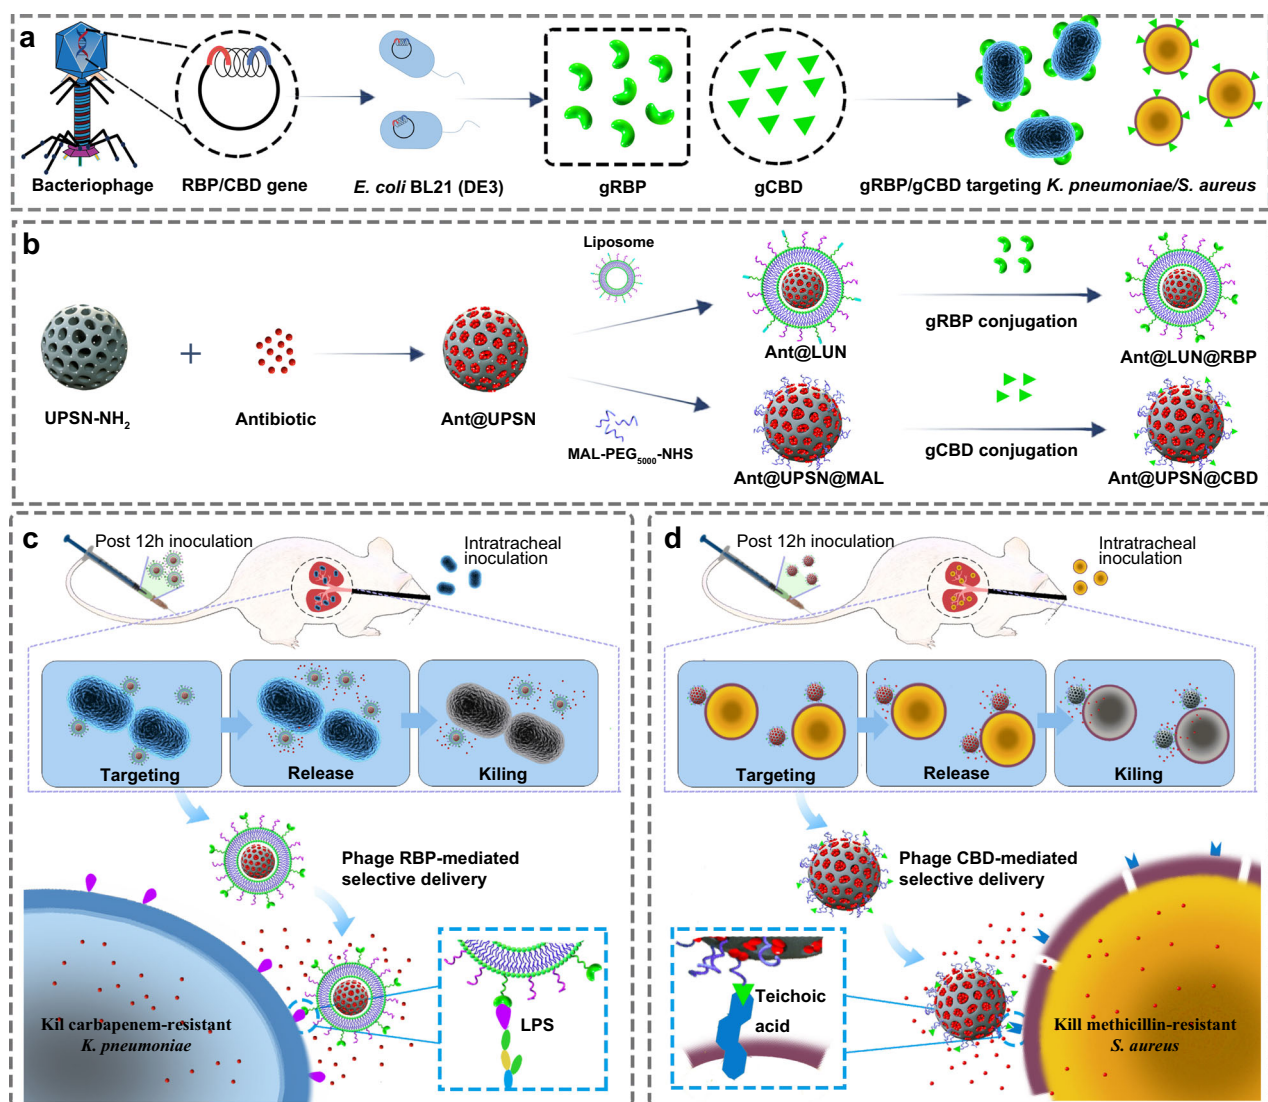 a
Bacteriophage
RBP/CBD gene
E. coli BL21 (DE3)
gRBP
gCBD
gRBP/gCBD targeting K. pneumoniae/S. aureus
b
UPSN-NH2
+
Antibiotic
Ant@UPSN
Liposome
MAL-PEG5000-NHS
Ant@LUN
Ant@UPSN@MAL
gRBP conjugation
gCBD conjugation
Ant@LUN@RBP
Ant@UPSN@CBD
c
Post 12h inoculation
Intratracheal
inoculation
Targeting
Release
Kiling
Phage RBP-mediated
selective delivery
Kil carbapenem-resistant
K. pneumoniae
LPS
d
Post 12h inoculation
Intratracheal
inoculation
Targeting
Release
Kiling
Phage CBD-mediated
selective delivery
Teichoic
acid
Kill methicillin-resistant
S. aureus